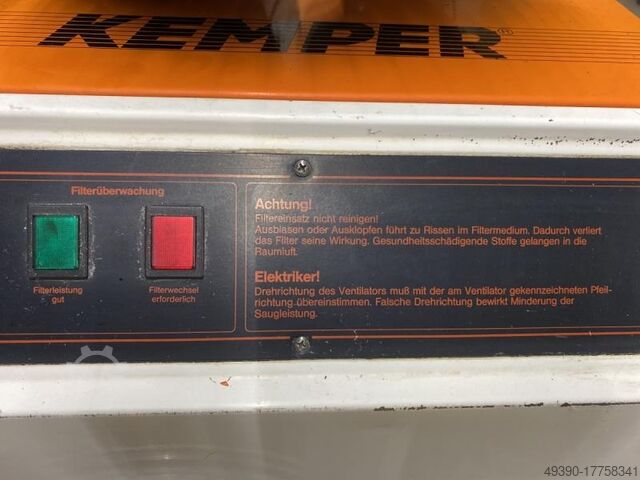 KEMPER®
Filterüberwachung
Filterleistung
gut
Filterwechsel
erforderlich
Achtung!
Filtereinsatz nicht reinigen!
Ausblasen oder Ausklopfen führt zu Rissen im Filtermedium. Dadurch verliert
das Filter seine Wirkung. Gesundheitsschädigende Stoffe gelangen in die
Raumluft.
Elektriker!
Drehrichtung des Ventilators muß mit der am Ventilator gekennzeichneten Pfeil-
richtung übereinstimmen. Falsche Drehrichtung bewirkt Minderung der
Saugleistung.
49390-17758341